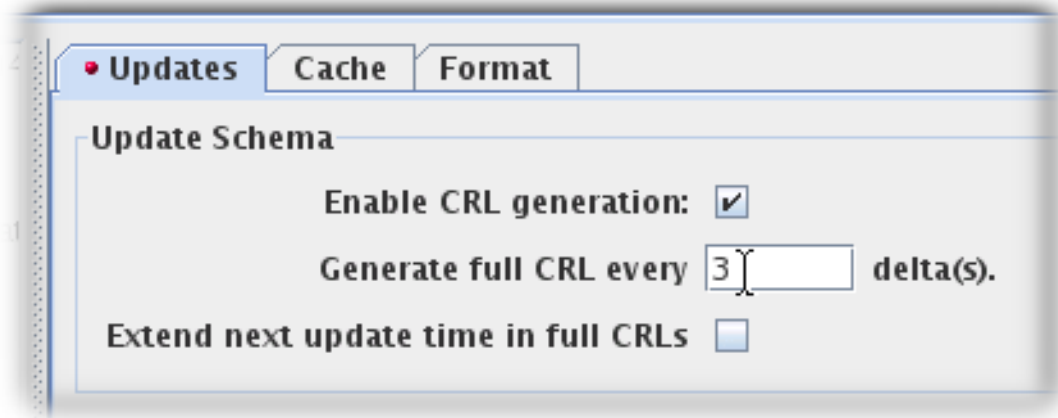 Updates Cache Format
Update Schema
Enable CRL generation:
Generate full CRL every 3 delta(s).
Extend next update time in full CRLs